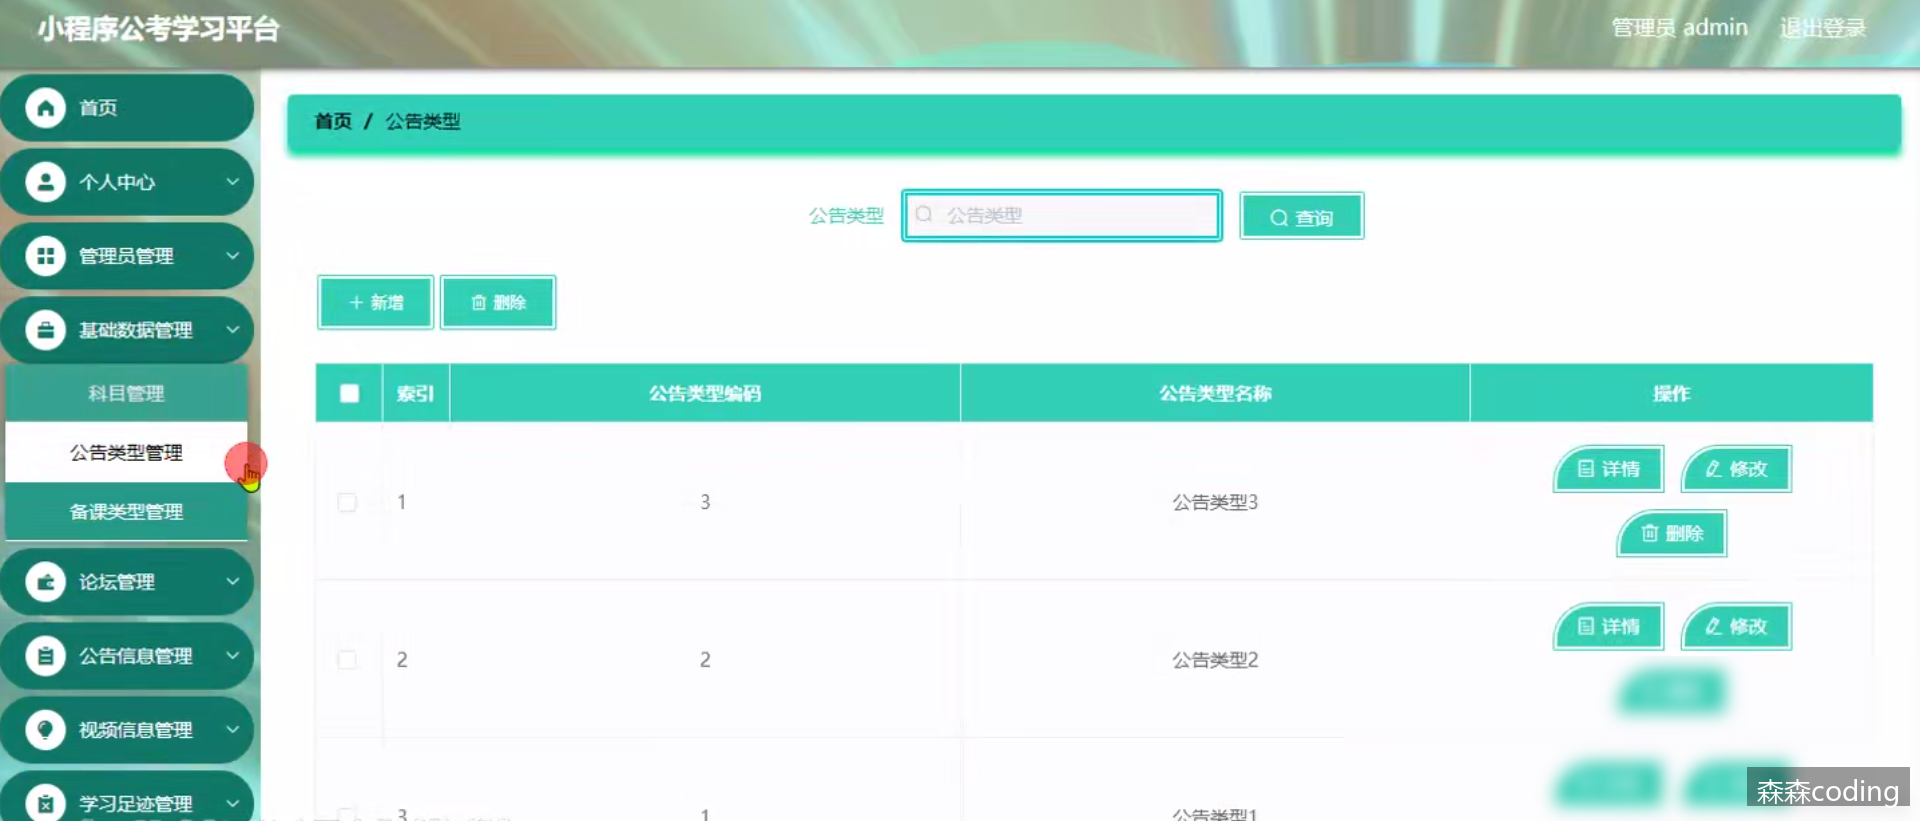 小程序公考学习平台
管理员 admin
退出登录
首页
个人中心
管理员管理
基础数据管理
科目管理
公告类型管理
备课类型管理
论坛管理
公告信息管理
视频信息管理
学习足迹管理
首页 / 公告类型
公告类型 公告类型 查询
新增 删除
索引 公告类型编码 公告类型名称 操作
1 3 公告类型3 详情 修改
删除
2 2 公告类型2 详情 修改
3 1 公告类型1
森森coding